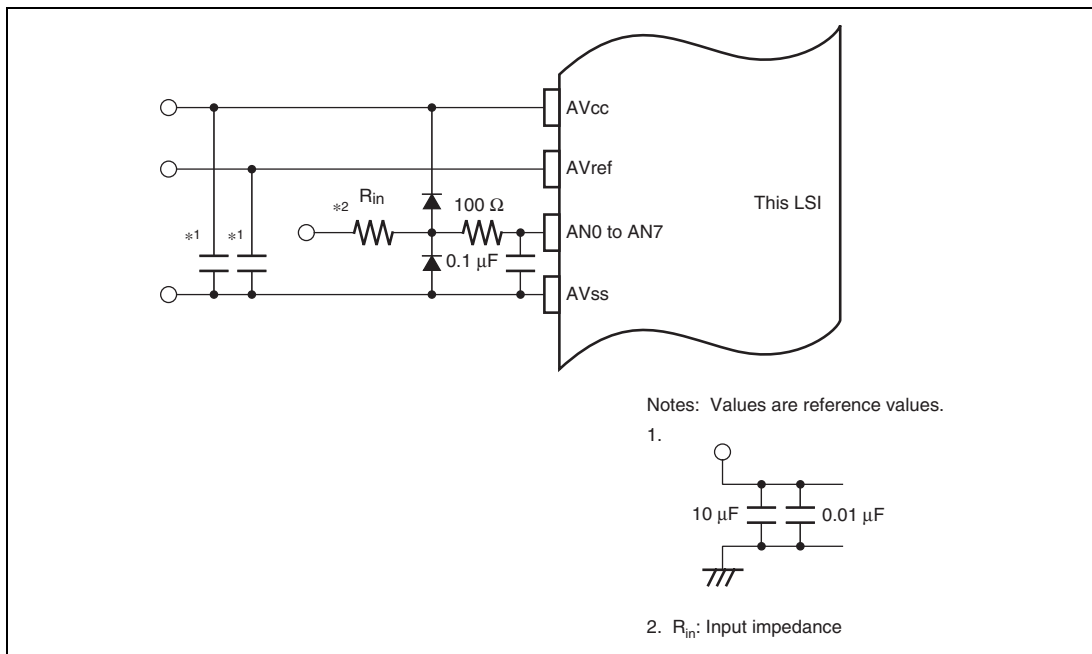 AVcc
AVref
*2 Rin
100 Ω
This LSI
*1
*1
AN0 to AN7
0.1 μF
AVss
Notes: Values are reference values.
1.
10 μF
0.01 μF
2. Rin: Input impedance